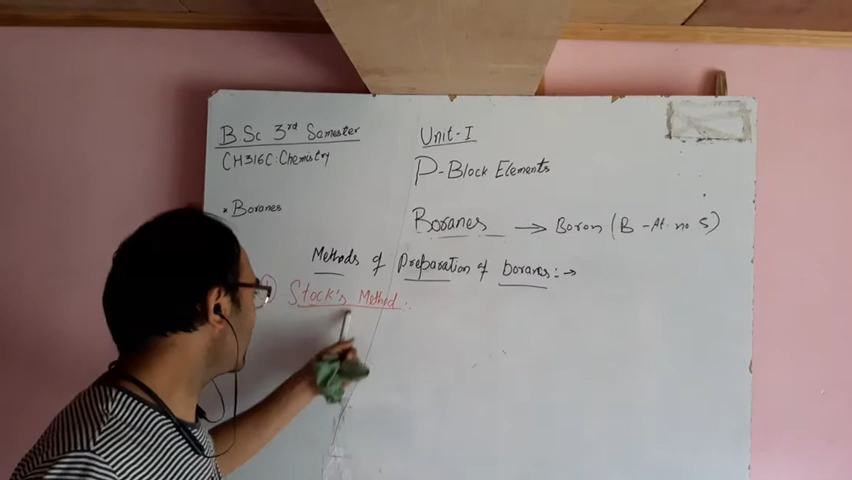 B.Sc 3rd Semester
CH316C: Chemistry
* Boranes
Unit-I
P-Block Elements
Boranes → Boron (B - At. no 5)
Methods of Preparation of boranes: →
Stock's Method :